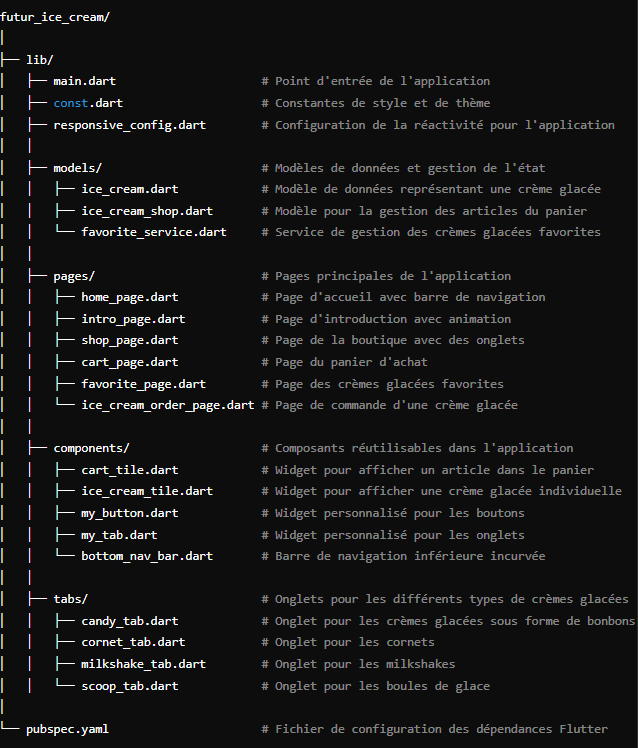 futur_ice_cream/
│
├── lib/
│   ├── main.dart                     # Point d'entrée de l'application
│   ├── const.dart                    # Constantes de style et de thème
│   ├── responsive_config.dart        # Configuration de la réactivité pour l'application
│   │
│   ├── models/                       # Modèles de données et gestion de l'état
│   │   ├── ice_cream.dart            # Modèle de données représentant une crème glacée
│   │   ├── ice_cream_shop.dart       # Modèle pour la gestion des articles du panier
│   │   └── favorite_service.dart     # Service de gestion des crèmes glacées favorites
│   │
│   ├── pages/                        # Pages principales de l'application
│   │   ├── home_page.dart            # Page d'accueil avec barre de navigation
│   │   ├── intro_page.dart           # Page d'introduction avec animation
│   │   ├── shop_page.dart            # Page de la boutique avec des onglets
│   │   ├── cart_page.dart            # Page du panier d'achat
│   │   ├── favorite_page.dart        # Page des crèmes glacées favorites
│   │   └── ice_cream_order_page.dart # Page de commande d'une crème glacée
│   │
│   ├── components/                   # Composants réutilisables dans l'application
│   │   ├── cart_tile.dart            # Widget pour afficher un article dans le panier
│   │   ├── ice_cream_tile.dart       # Widget pour afficher une crème glacée individuelle
│   │   ├── my_button.dart            # Widget personnalisé pour les boutons
│   │   ├── my_tab.dart               # Widget personnalisé pour les onglets
│   │   └── bottom_nav_bar.dart       # Barre de navigation inférieure incurvée
│   │
│   ├── tabs/                         # Onglets pour les différents types de crèmes glacées
│   │   ├── candy_tab.dart            # Onglet pour les crèmes glacées sous forme de bonbons
│   │   ├── cornet_tab.dart           # Onglet pour les cornets
│   │   ├── milkshake_tab.dart        # Onglet pour les milkshakes
│   │   └── scoop_tab.dart            # Onglet pour les boules de glace
│
└── pubspec.yaml                      # Fichier de configuration des dépendances Flutter